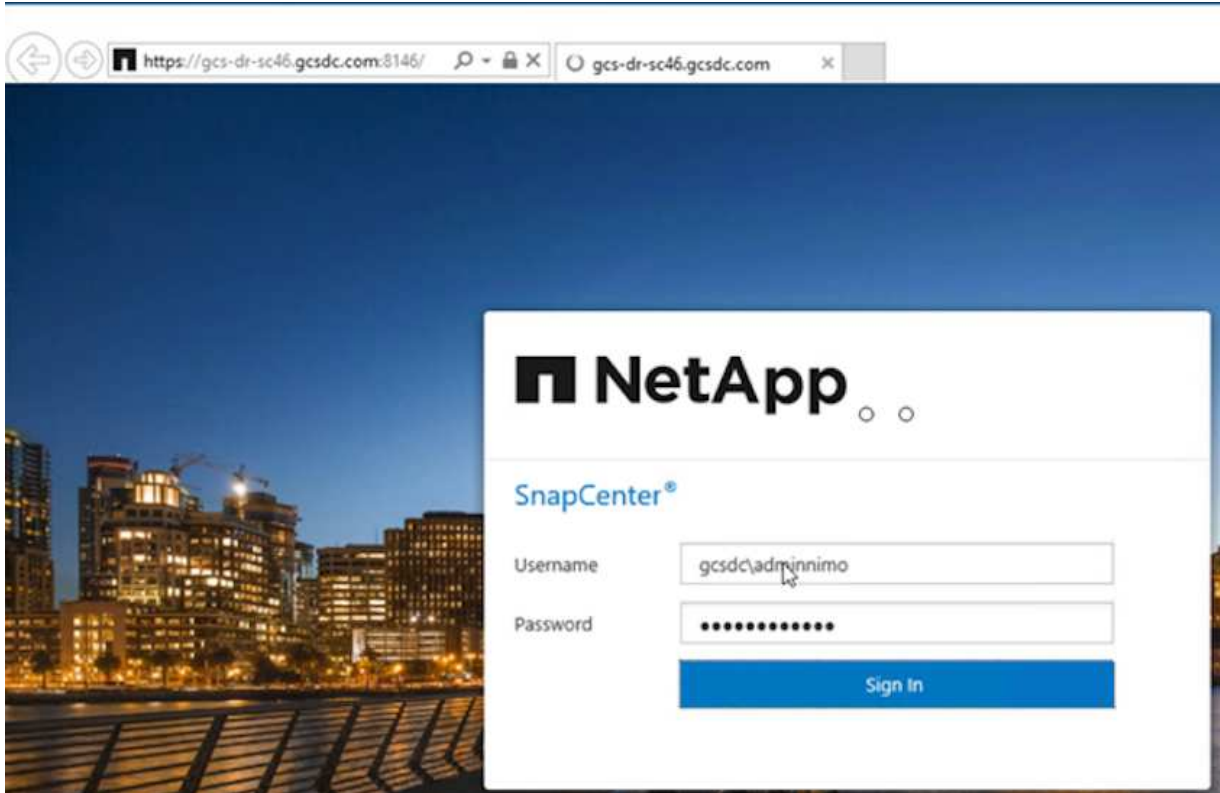 https://gcs-dr-sc46.gcsdc.com:8146/ gcs-dr-sc46.gcsdc.com
NetApp
SnapCenter®
Username gcsdc\adminnimo
Password ••••••••••••
Sign In